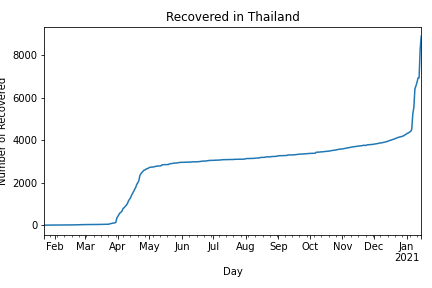 Recovered in Thailand
Number of Recovered
8000
6000
4000
2000
0
Feb Mar Apr May Jun Jul Aug Sep Oct Nov Dec Jan
2021
Day